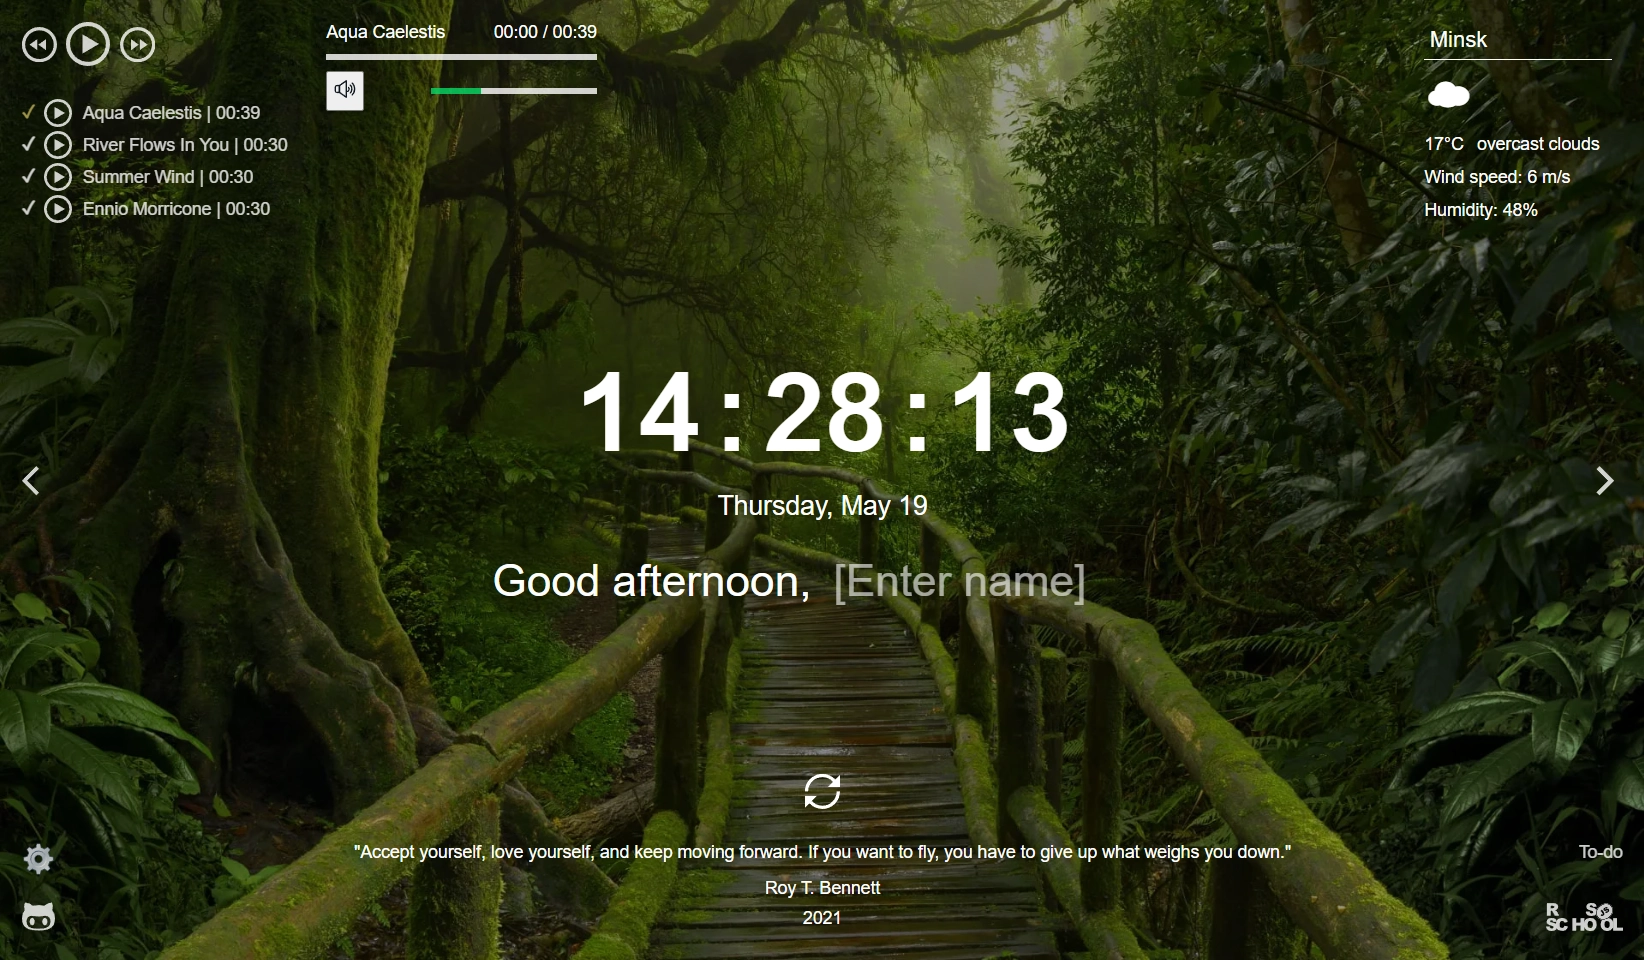 Aqua Caelestis 00:00 / 00:39
Aqua Caelestis | 00:39
River Flows In You | 00:30
Summer Wind | 00:30
Ennio Morricone | 00:30
Minsk
17°C overcast clouds
Wind speed: 6 m/s
Humidity: 48%
14:28:13
Thursday, May 19
Good afternoon, [Enter name]
"Accept yourself, love yourself, and keep moving forward. If you want to fly, you have to give up what weighs you down."
Roy T. Bennett
2021
To-do
R S
SCHOOL